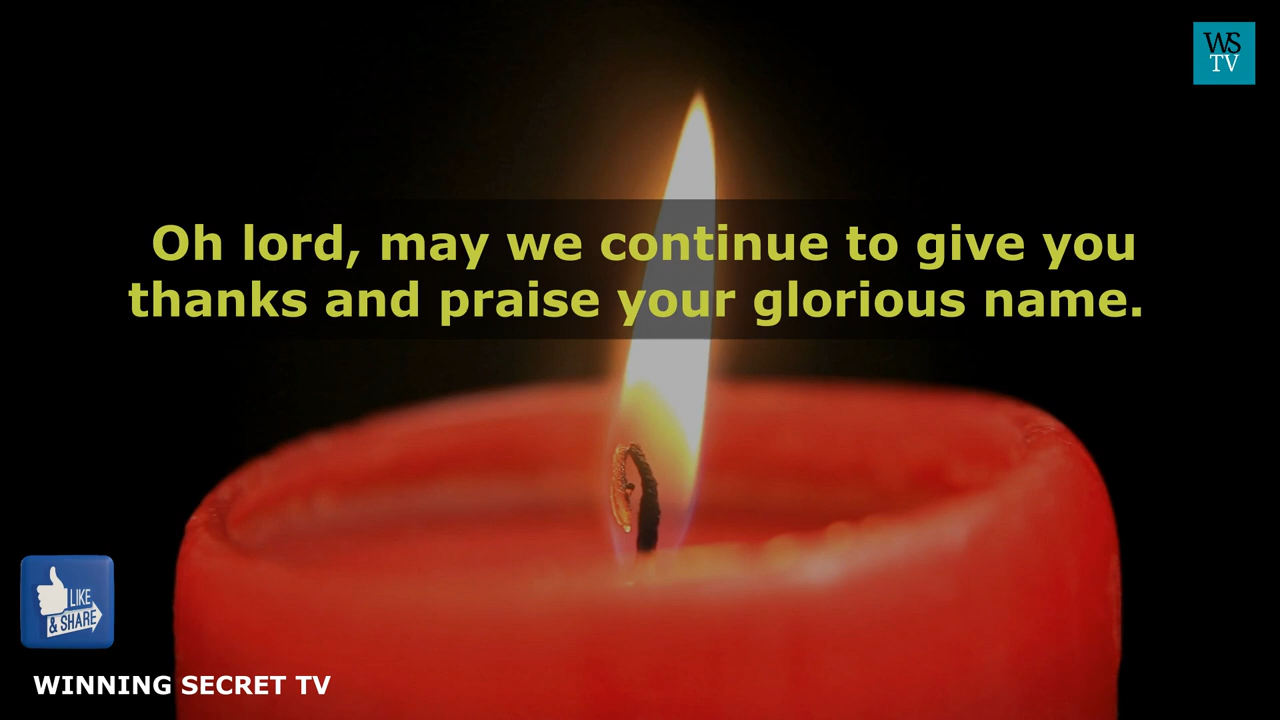 WS
TV
Oh lord, may we continue to give you
thanks and praise your glorious name.
LIKE
& SHARE
WINNING SECRET TV